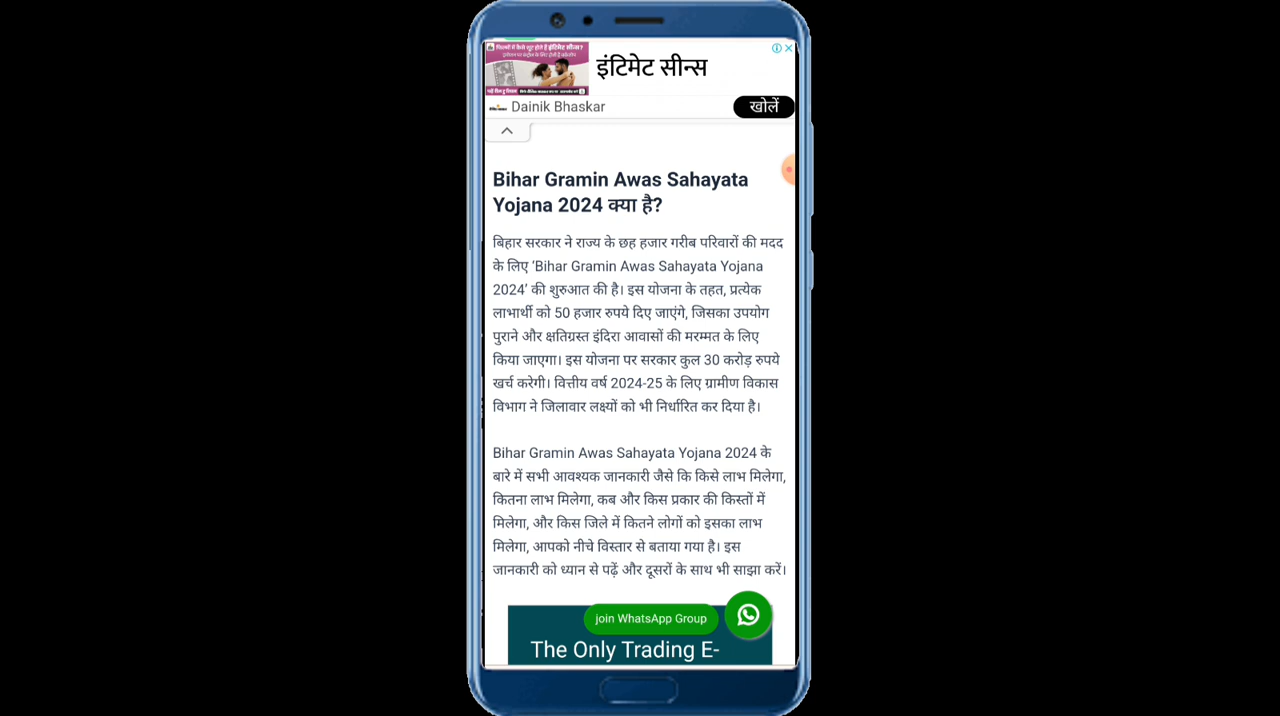 फिल्मों में कैसे शूट होते हैं इंटिमेट सीन्स?
इंटिमेट सीन्स
Dainik Bhaskar
खोलें
Bihar Gramin Awas Sahayata
Yojana 2024 क्या है?
बिहार सरकार ने राज्य के छह हजार गरीब परिवारों की मदद
के लिए ‘Bihar Gramin Awas Sahayata Yojana
2024’ की शुरुआत की है। इस योजना के तहत, प्रत्येक
लाभार्थी को 50 हजार रुपये दिए जाएंगे, जिसका उपयोग
पुराने और क्षतिग्रस्त इंदिरा आवासों की मरम्मत के लिए
किया जाएगा। इस योजना पर सरकार कुल 30 करोड़ रुपये
खर्च करेगी। वित्तीय वर्ष 2024-25 के लिए ग्रामीण विकास
विभाग ने जिलावार लक्ष्यों को भी निर्धारित कर दिया है।
Bihar Gramin Awas Sahayata Yojana 2024 के
बारे में सभी आवश्यक जानकारी जैसे कि किसे लाभ मिलेगा,
कितना लाभ मिलेगा, कब और किस प्रकार की किस्तों में
मिलेगा, और किस जिले में कितने लोगों को इसका लाभ
मिलेगा, आपको नीचे विस्तार से बताया गया है। इस
जानकारी को ध्यान से पढ़ें और दूसरों के साथ भी साझा करें।
join WhatsApp Group
The Only Trading E-